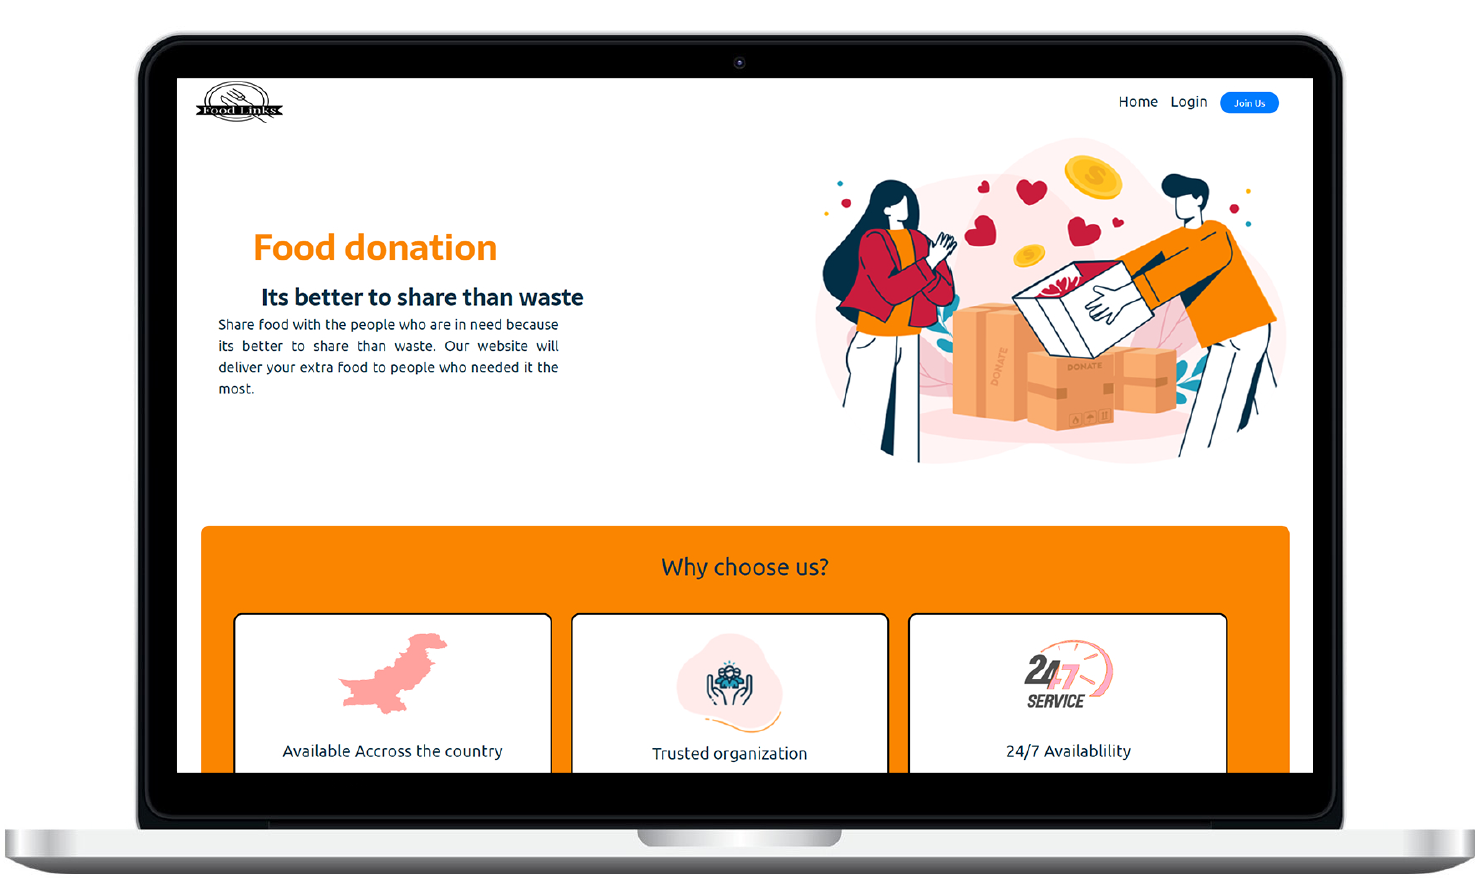 Food Links
Home Login Join Us
Food donation
Its better to share than waste
Share food with the people who are in need because
its better to share than waste. Our website will
deliver your extra food to people who needed it the
most.
DONATE
DONATE
Why choose us?
24/7
SERVICE
Available Accross the country
Trusted organization
24/7 Availablility